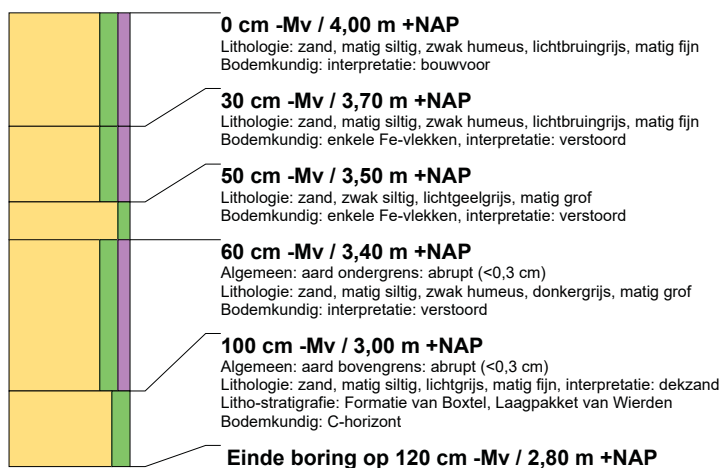 0 cm -Mv / 4,00 m +NAP
Lithologie: zand, matig siltig, zwak humeus, lichtbruingrijs, matig fijn
Bodemkundig: interpretatie: bouwvoor
30 cm -Mv / 3,70 m +NAP
Lithologie: zand, matig siltig, zwak humeus, lichtbruingrijs, matig fijn
Bodemkundig: enkele Fe-vlekken, interpretatie: verstoord
50 cm -Mv / 3,50 m +NAP
Lithologie: zand, zwak siltig, lichtgeelgrijs, matig grof
Bodemkundig: enkele Fe-vlekken, interpretatie: verstoord
60 cm -Mv / 3,40 m +NAP
Algemeen: aard ondergrens: abrupt (<0,3 cm)
Lithologie: zand, matig siltig, zwak humeus, donkergrijs, matig grof
Bodemkundig: interpretatie: verstoord
100 cm -Mv / 3,00 m +NAP
Algemeen: aard bovengrens: abrupt (<0,3 cm)
Lithologie: zand, matig siltig, lichtgrijs, matig fijn, interpretatie: dekzand
Litho-stratigrafie: Formatie van Boxtel, Laagpakket van Wierden
Bodemkundig: C-horizont
Einde boring op 120 cm -Mv / 2,80 m +NAP